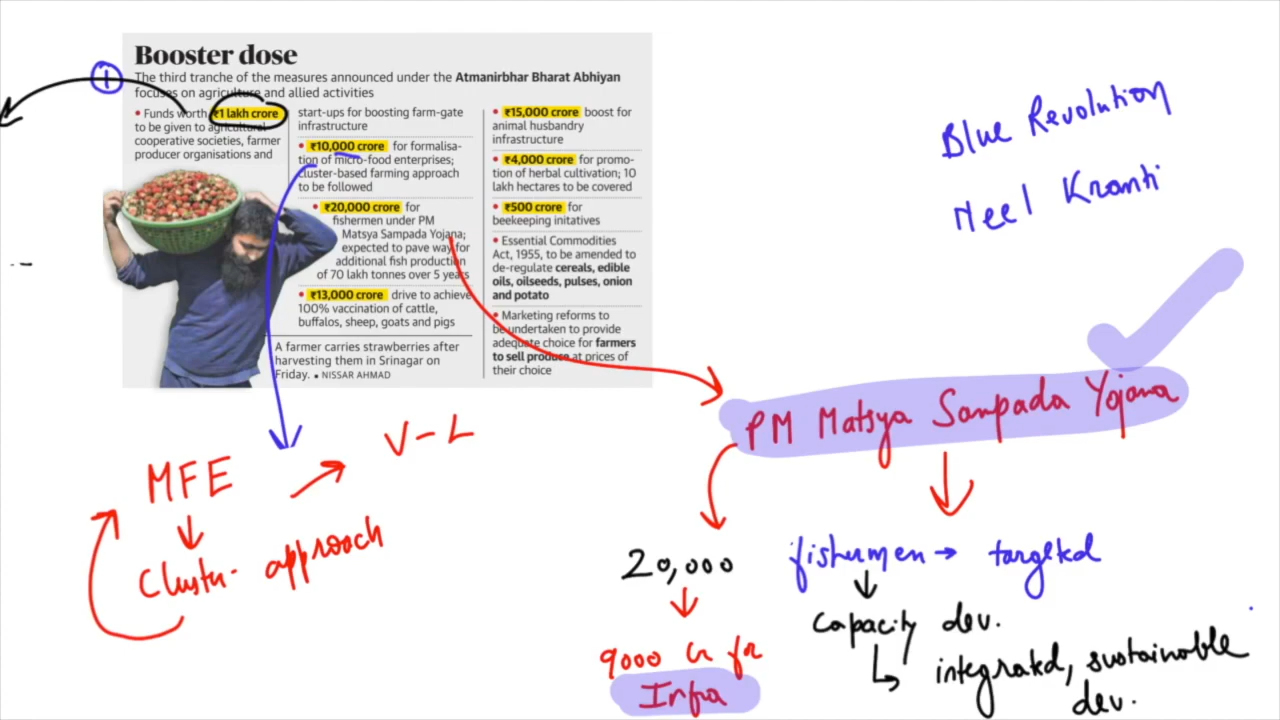 Booster dose
The third tranche of the measures announced under the Atmanirbhar Bharat Abhiyan
focuses on agriculture and allied activities
1
• Funds worth ₹1 lakh crore
to be given to agricultural
cooperative societies, farmer
producer organisations and
start-ups for boosting farm-gate
infrastructure
• ₹10,000 crore for formalisa-
tion of micro-food enterprises;
cluster-based farming approach
to be followed
• ₹20,000 crore for
fishermen under PM
Matsya Sampada Yojana;
expected to pave way for
additional fish production
of 70 lakh tonnes over 5 years
• ₹13,000 crore drive to achieve
100% vaccination of cattle,
buffalos, sheep, goats and pigs
A farmer carries strawberries after
harvesting them in Srinagar on
Friday. ▪ NISSAR AHMAD
• ₹15,000 crore boost for
animal husbandry
infrastructure
• ₹4,000 crore for promo-
tion of herbal cultivation; 10
lakh hectares to be covered
• ₹500 crore for
beekeeping initatives
• Essential Commodities
Act, 1955, to be amended to
de-regulate cereals, edible
oils, oilseeds, pulses, onion
and potato
• Marketing reforms to
be undertaken to provide
adequate choice for farmers
to sell produce at prices of
their choice
Blue Revolution
Neel Kranti
PM Matsya Sampada Yojana
V-L
MFE
Cluster approach
20,000
9000 Cr for
Infra
fishermen → targeted
capacity dev.
integrated, sustainable
dev.